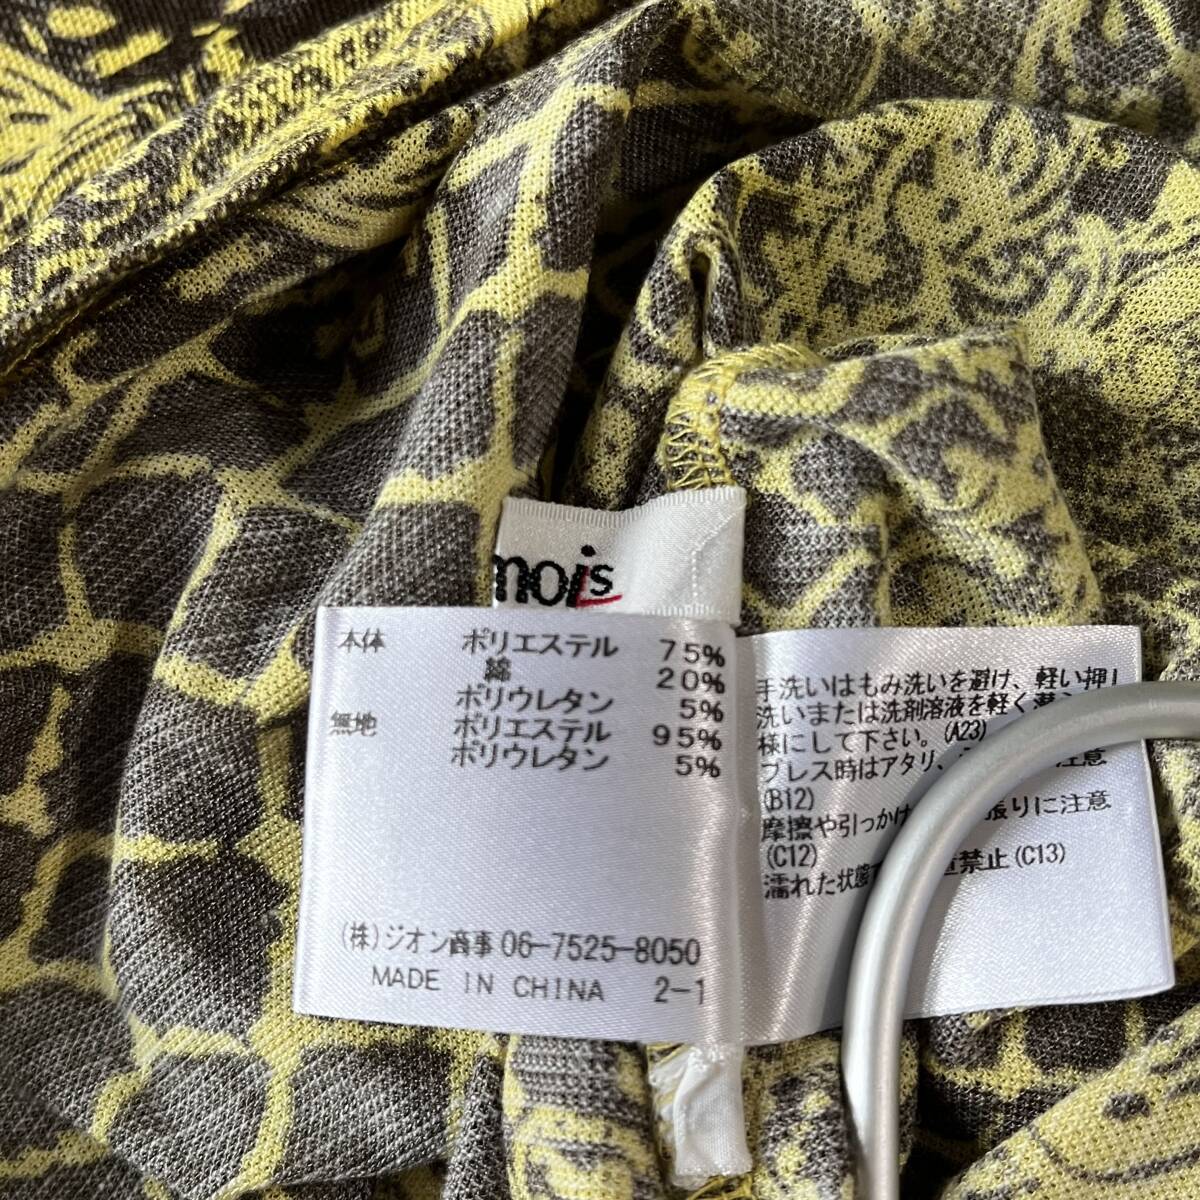 mois
本体 ポリエステル 75%
綿 20%
ポリウレタン 5%
無地 ポリエステル 95%
ポリウレタン 5%
(株)ジオン商事 06-7525-8050
MADE IN CHINA 2-1
手洗いはもみ洗いを避け、軽い押し
洗いまたは洗剤溶液を軽く
様にして下さい。(A23)
プレス時はアタリ、 注意
(B12)
摩擦や引っかけ 張りに注意
(C12)
濡れた状態で 禁止(C13)